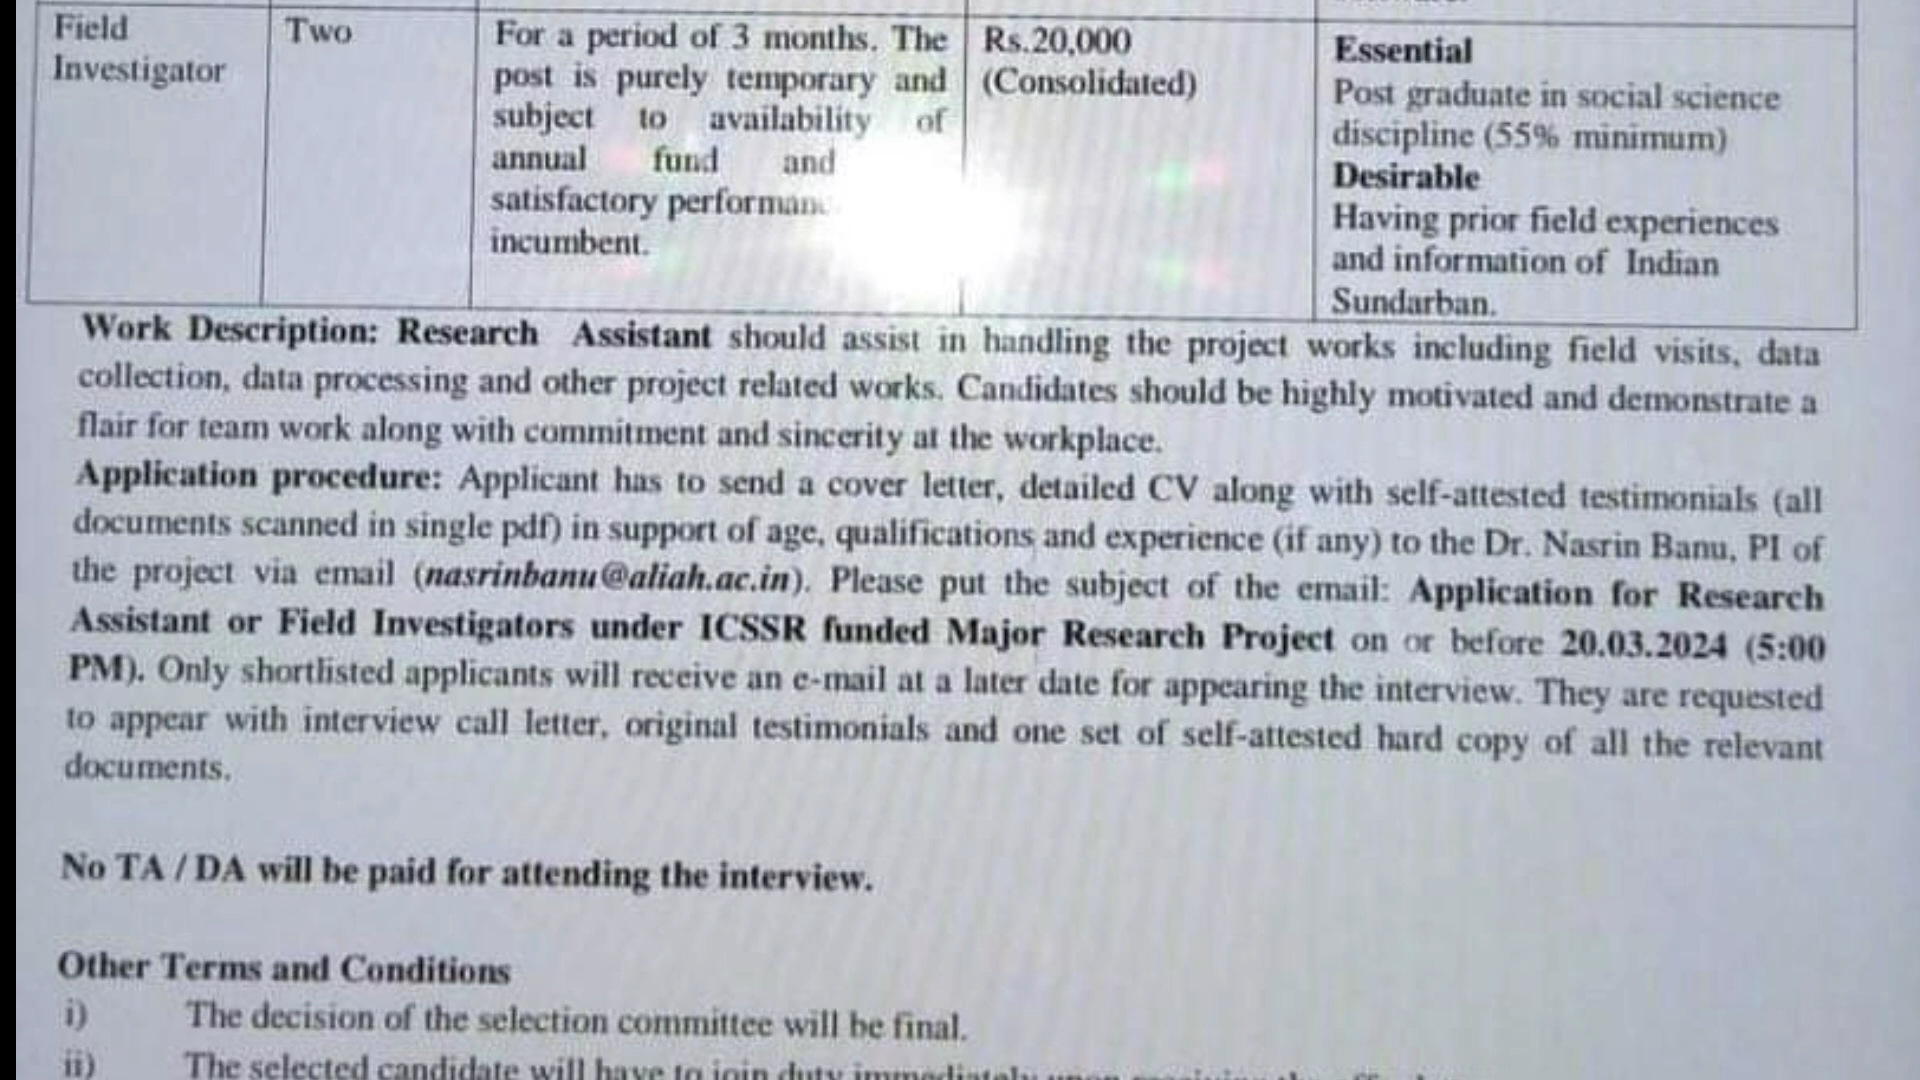 Field
Investigator
Two
For a period of 3 months. The
post is purely temporary and
subject to availability of
annual fund and
satisfactory
incumbent.
Rs.20,000
(Consolidated)
Essential
Post graduate in social science
discipline (55% minimum)
Desirable
Having prior field experiences
and information of Indian
Sundarban.
Work Description: Research Assistant should assist in handling the project works including field visits, data
collection, data processing and other project related works. Candidates should be highly motivated and demonstrate a
flair for team work along with commitment and sincerity at the workplace.
Application procedure: Applicant has to send a cover letter, detailed CV along with self-attested testimonials (all
documents scanned in single pdf) in support of age, qualifications and experience (if any) to the Dr. Nasrin Banu, PI of
the project via email (nasrinbanu@aliah.ac.in). Please put the subject of the email: Application for Research
Assistant or Field Investigators under ICSSR funded Major Research Project on or before 20.03.2024 (5:00
PM). Only shortlisted applicants will receive an e-mail at a later date for appearing the interview. They are requested
to appear with interview call letter, original testimonials and one set of self-attested hard copy of all the relevant
documents.
No TA / DA will be paid for attending the interview.
Other Terms and Conditions
i) The decision of the selection committee will be final.
ii) The selected candidate will have to join duty immediately